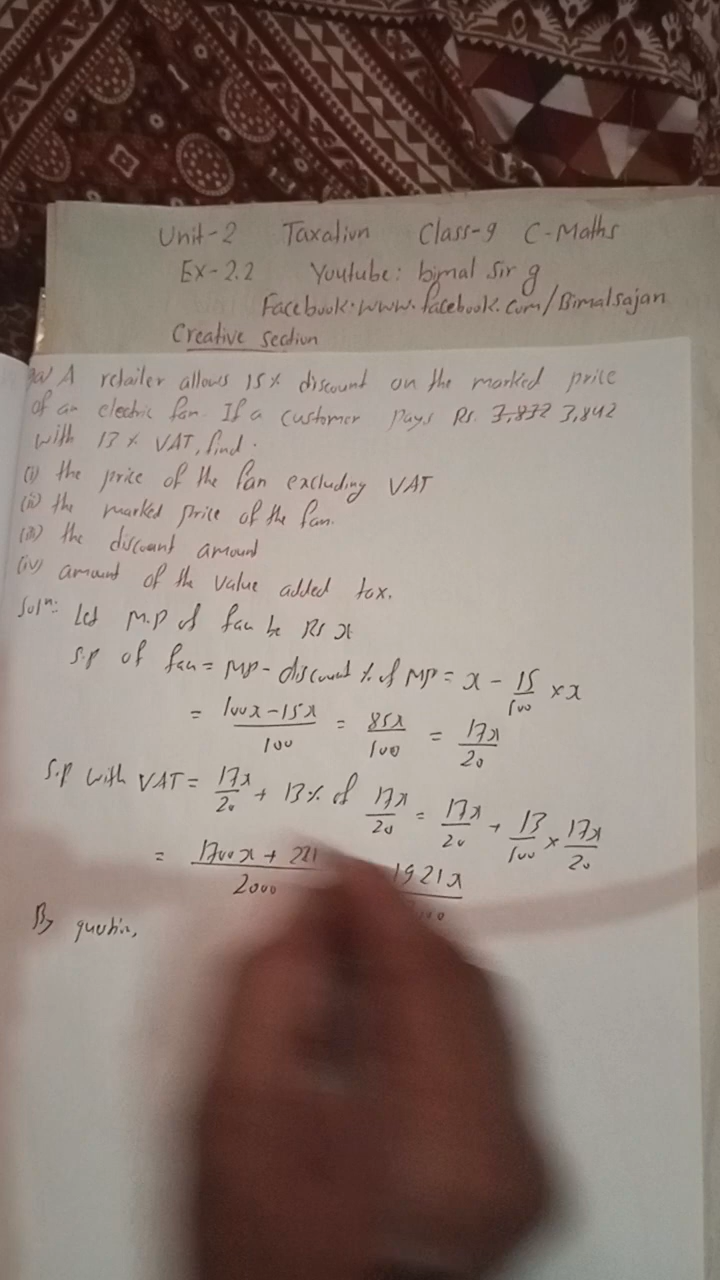 Unit-2 Taxation Class-9 C-Maths
Ex-2.2 Youtube: bimal sir g
Facebook.www.facebook.com/Bimalsajan
Creative section
A retailer allows 15% discount on the marked price
of an electric fan. If a customer pays Rs. 3,832 3,842
with 13% VAT, find.
(i) the price of the fan excluding VAT
(ii) the marked price of the fan.
(iii) the discount amount
(iv) amount of the value added tax.
Solⁿ: Let M.P of fan be Rs x
S.P of fan = MP - discount % of MP = x - 15/100 × x
= 100x-15x/100 = 85x/100 = 17x/20
S.P with VAT = 17x/20 + 13% of 17x/20 = 17x/20 + 13/100 × 17x/20
= 1700x + 221/2000 1921x
By question,